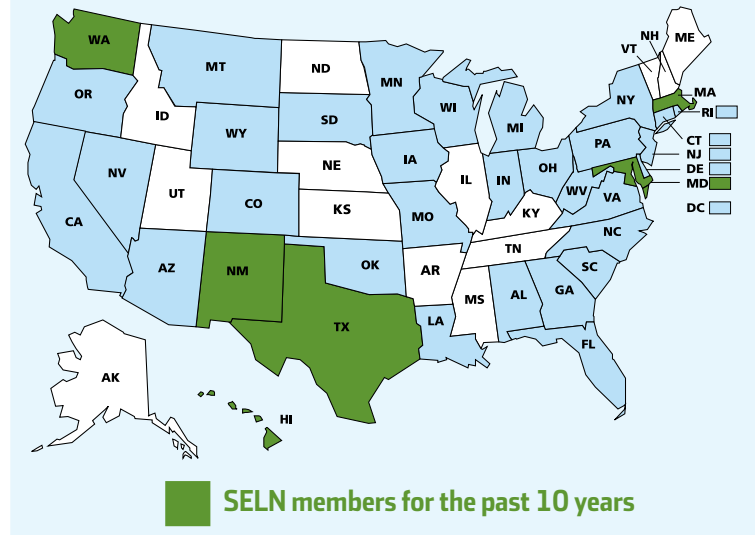 WA
MT
ND
MN
VT
NH
ME
OR
ID
WY
SD
WI
MI
NY
MA
RI
NV
UT
CO
NE
IA
IL
IN
OH
PA
CT
NJ
DE
MD
CA
KS
MO
WV
VA
DC
KY
NC
AZ
NM
OK
AR
TN
SC
TX
LA
MS
AL
GA
FL
AK
HI
SELN members for the past 10 years